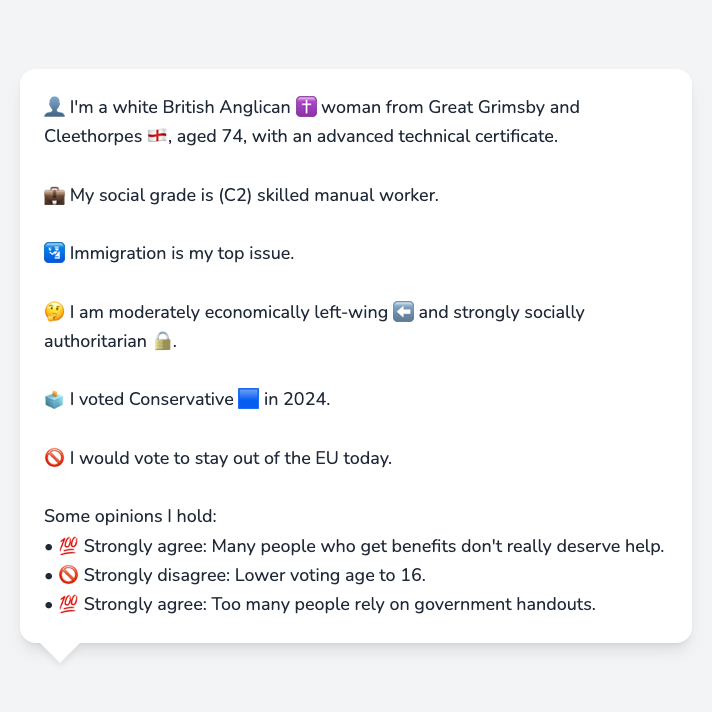 👤 I'm a white British Anglican ✝️ woman from Great Grimsby and
Cleethorpes 🏴󠁧󠁢󠁥󠁮󠁧󠁿, aged 74, with an advanced technical certificate.
💼 My social grade is (C2) skilled manual worker.
🛂 Immigration is my top issue.
🤔 I am moderately economically left-wing ⬅️ and strongly socially
authoritarian 🔒.
🗳️ I voted Conservative 🟦 in 2024.
🚫 I would vote to stay out of the EU today.
Some opinions I hold:
• 💯 Strongly agree: Many people who get benefits don't really deserve help.
• 🚫 Strongly disagree: Lower voting age to 16.
• 💯 Strongly agree: Too many people rely on government handouts.